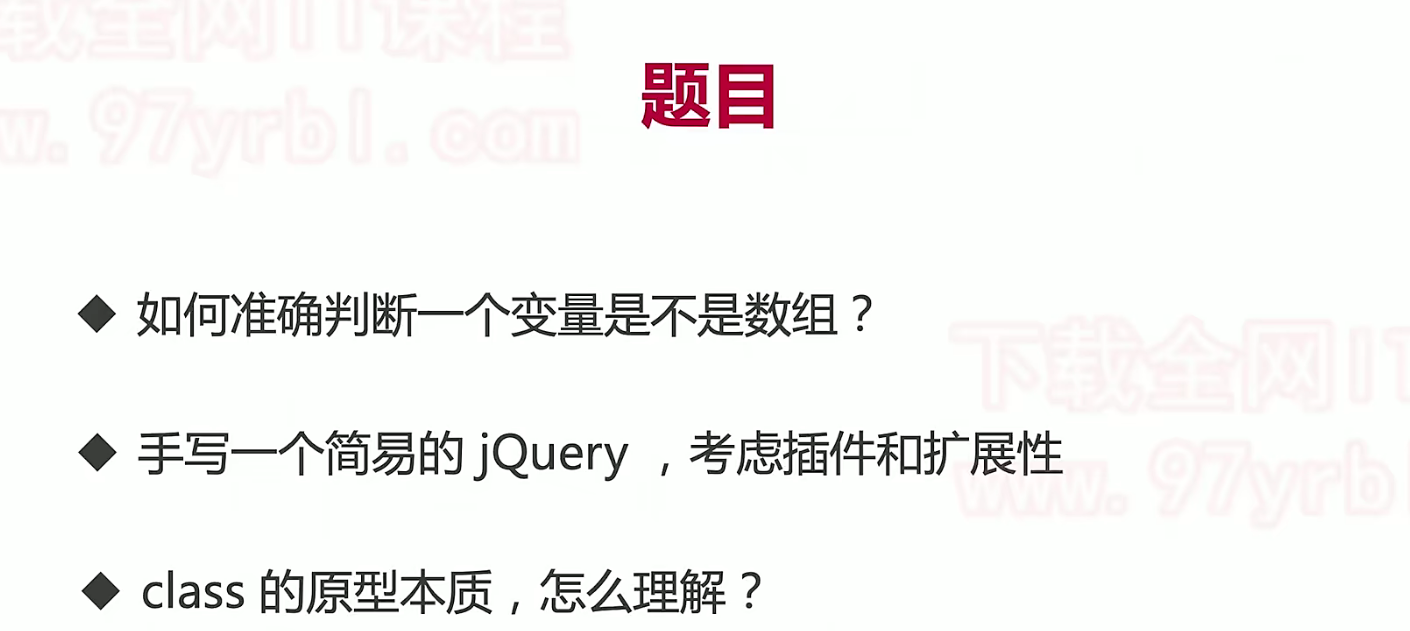 下载全网IT课程
www.97yrbl.com
题目
◆ 如何准确判断一个变量是不是数组？
下载全网IT
◆ 手写一个简易的 jQuery ，考虑插件和扩展性
www.97yrb
◆ class 的原型本质，怎么理解？